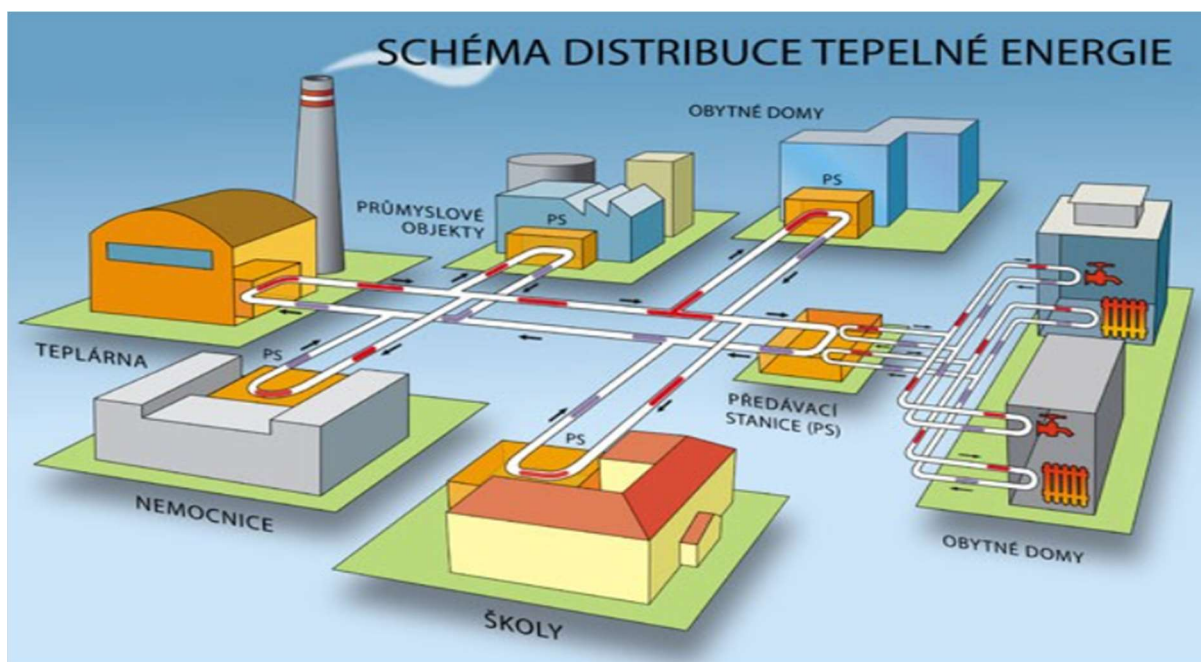 SCHÉMA DISTRIBUCE TEPELNÉ ENERGIE
OBYTNÉ DOMY
PS
PRŮMYSLOVÉ
OBJEKTY
PS
TEPLÁRNA
PS
PŘEDÁVACÍ
STANICE (PS)
NEMOCNICE
PS
OBYTNÉ DOMY
ŠKOLY